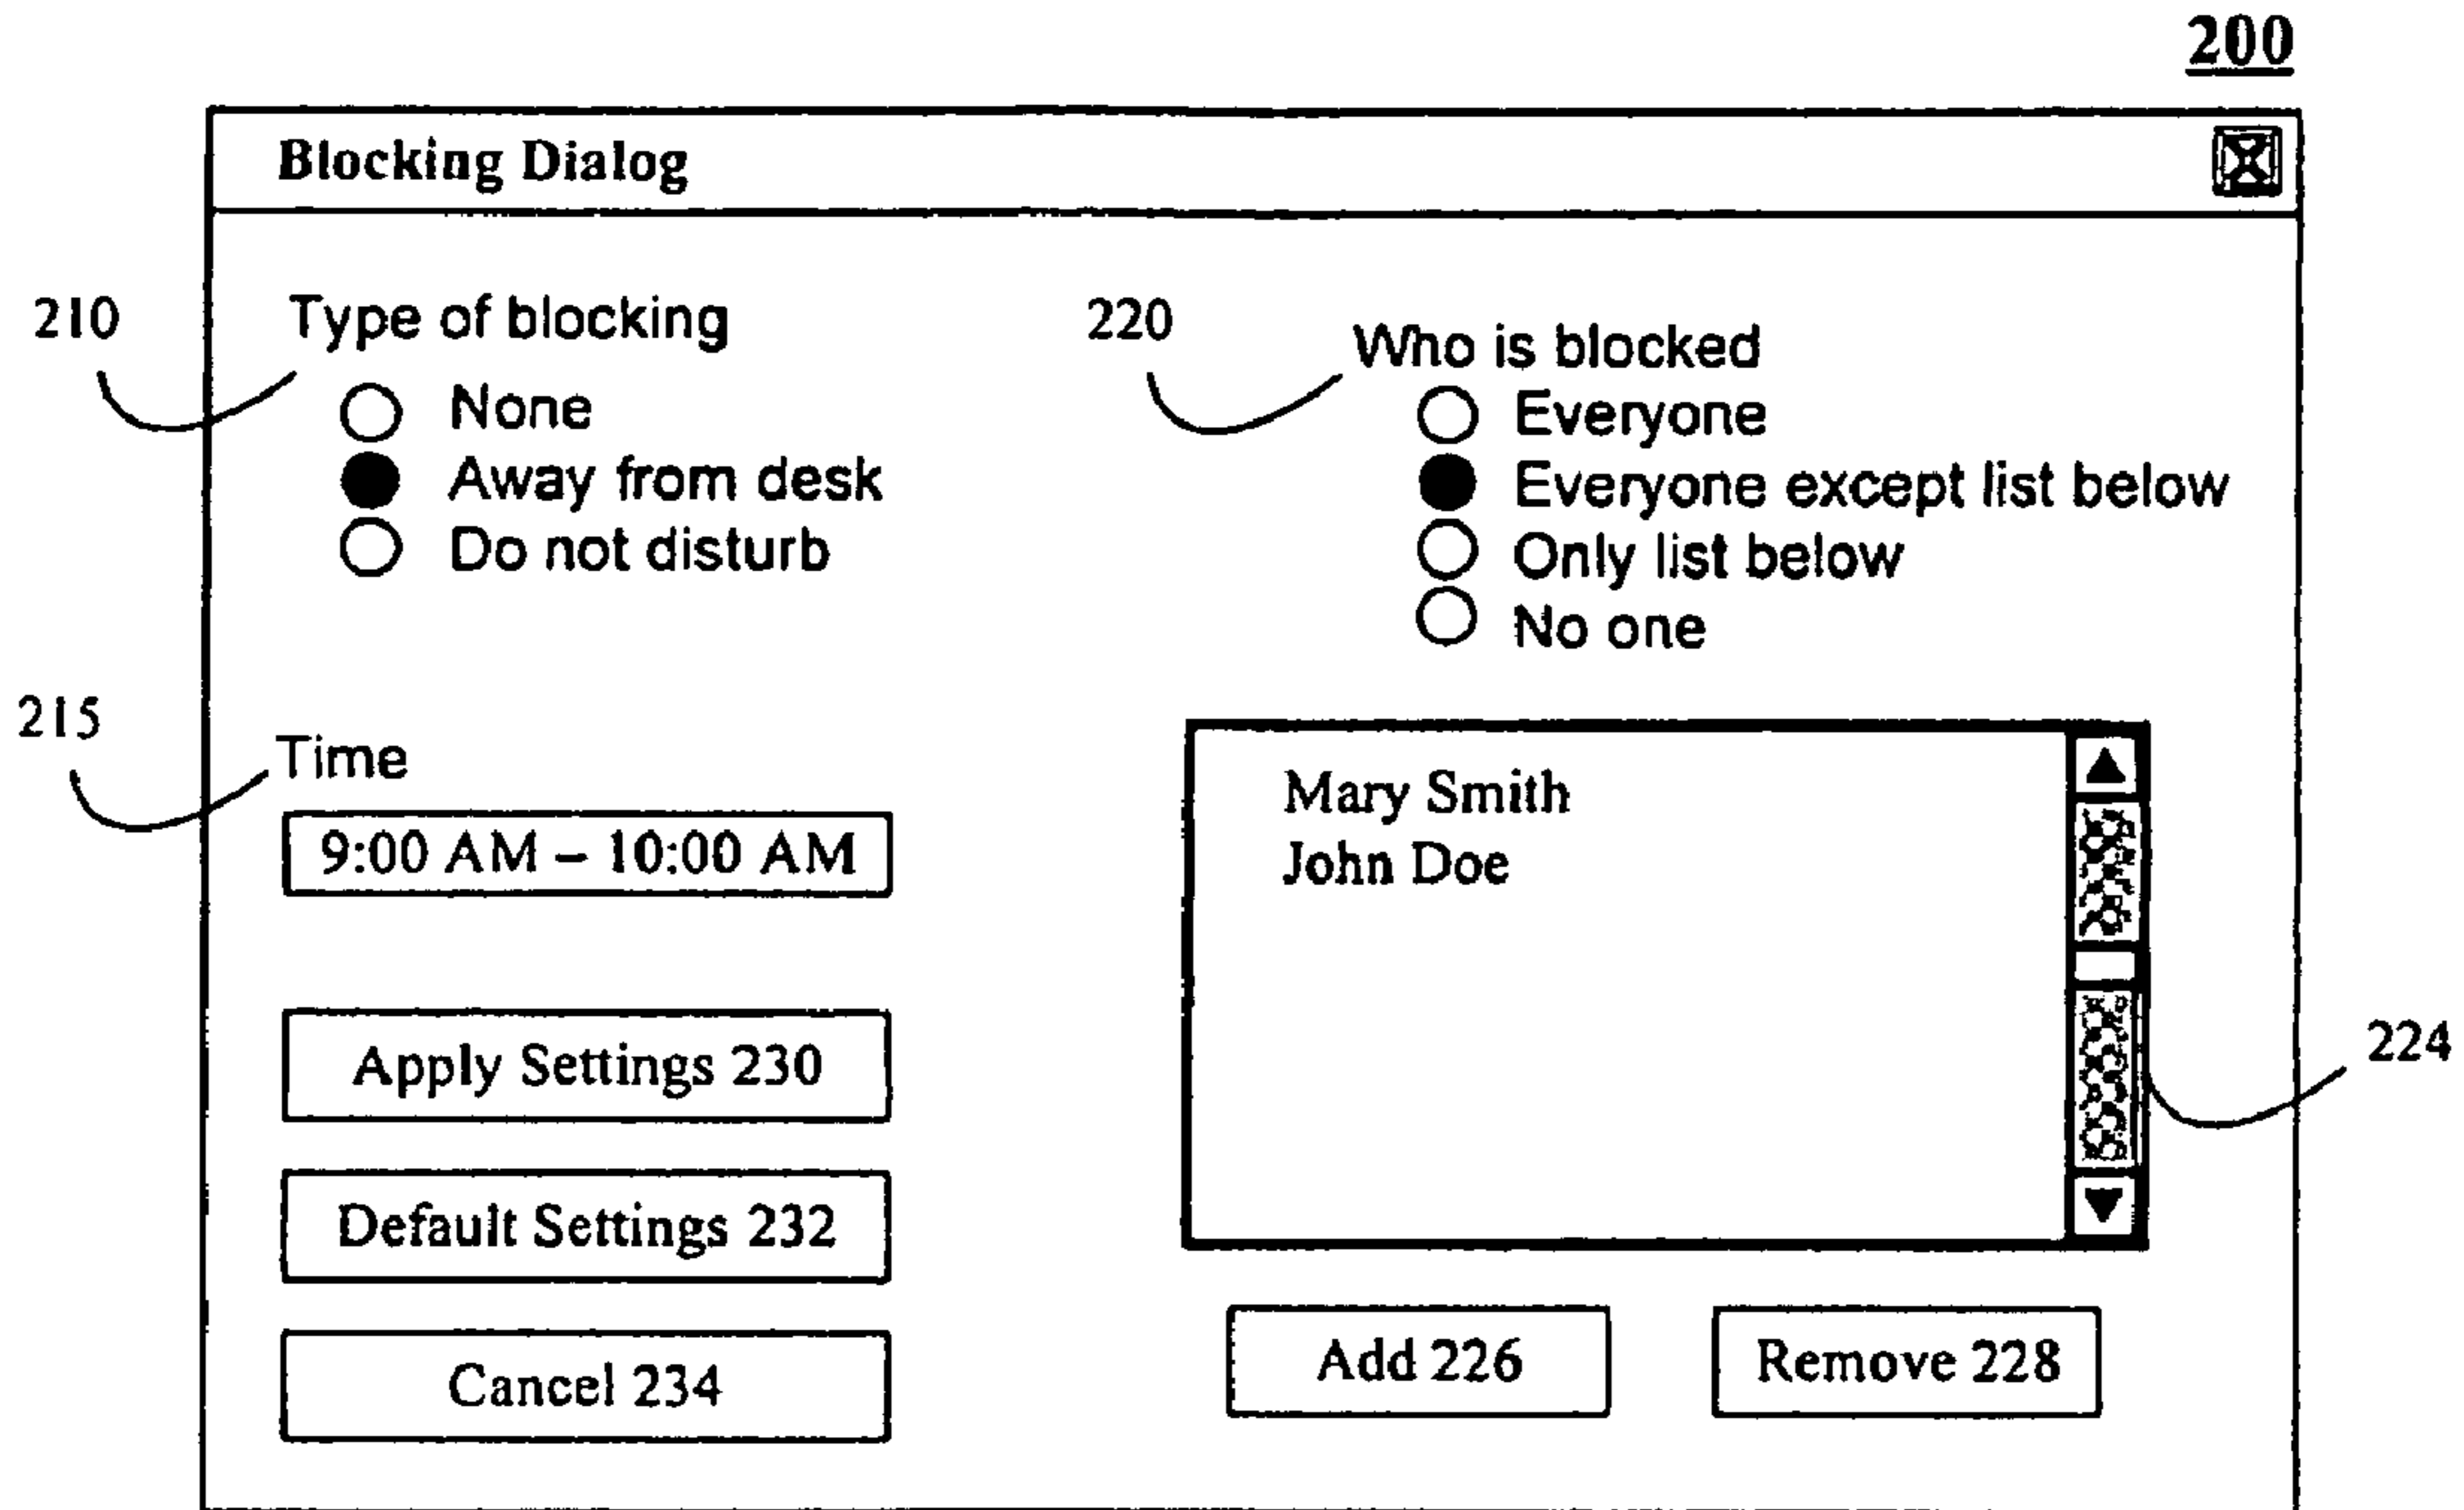 200
Blocking Dialog
210
Type of blocking
None
Away from desk
Do not disturb
220
Who is blocked
Everyone
Everyone except list below
Only list below
No one
215
Time
9:00 AM – 10:00 AM
Mary Smith
John Doe
224
Apply Settings 230
Default Settings 232
Cancel 234
Add 226
Remove 228